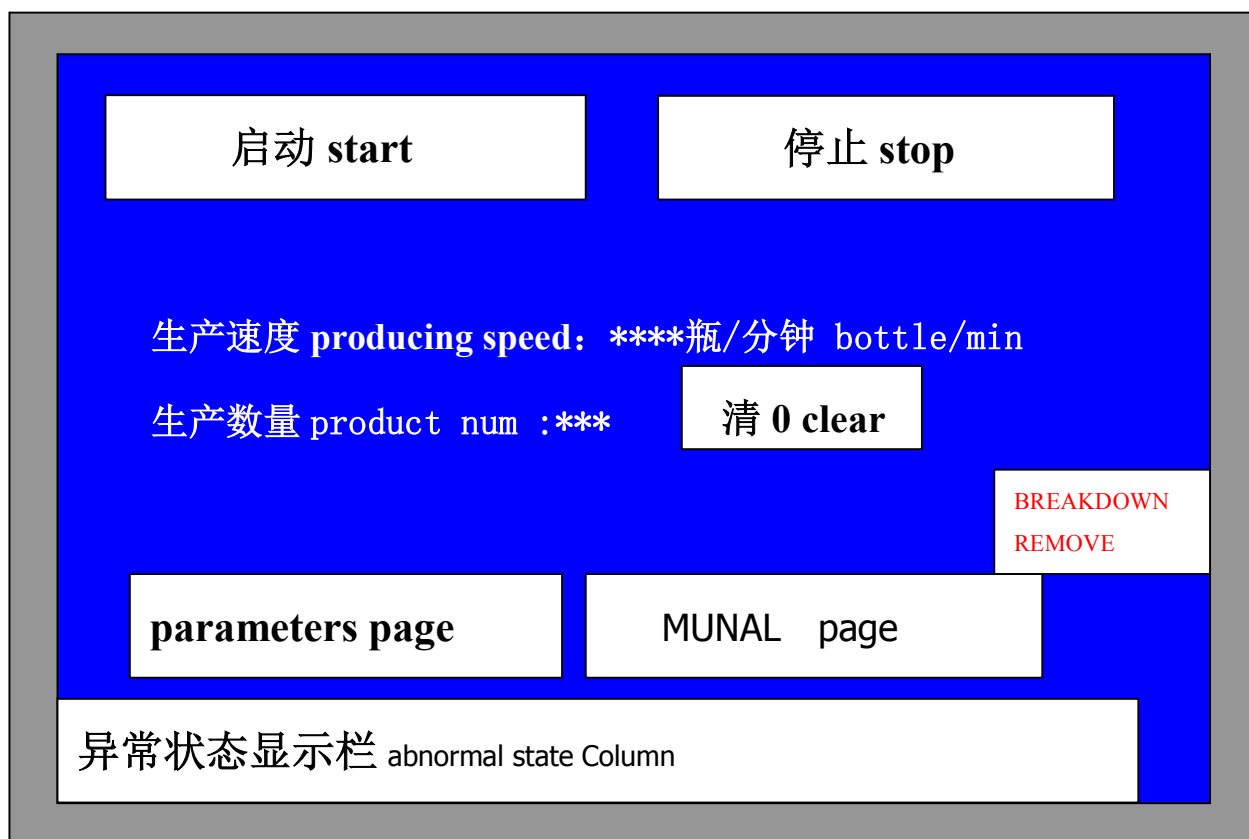 启动 start
停止 stop
生产速度 producing speed：****瓶/分钟 bottle/min
生产数量 product num :***
清 0 clear
BREAKDOWN
REMOVE
parameters page
MUNAL page
异常状态显示栏 abnormal state Column